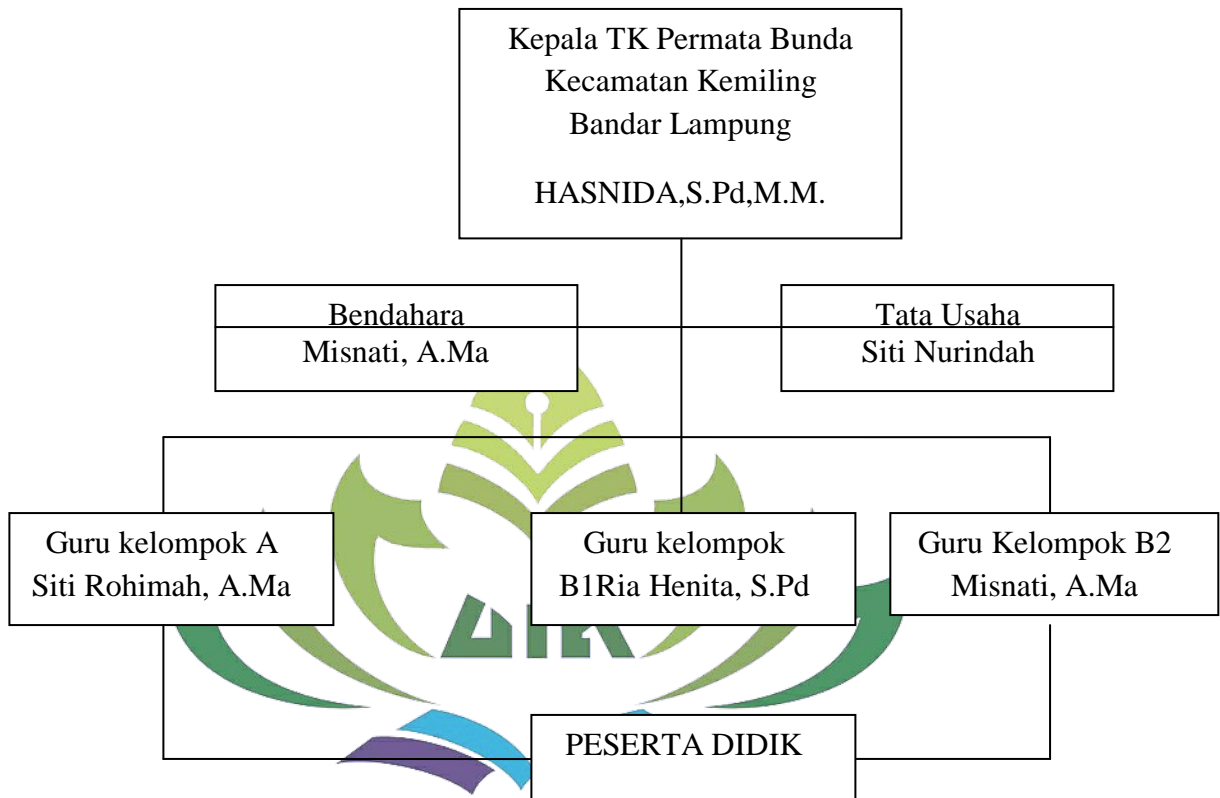 Kepala TK Permata Bunda
Kecamatan Kemiling
Bandar Lampung
HASNIDA,S.Pd,M.M.
Bendahara
Misnati, A.Ma
Tata Usaha
Siti Nurindah
Guru kelompok A
Siti Rohimah, A.Ma
Guru kelompok
B1Ria Henita, S.Pd
Guru Kelompok B2
Misnati, A.Ma
PESERTA DIDIK